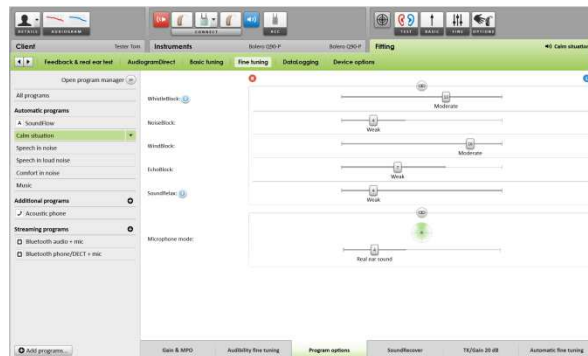 DETAILS AUDIOGRAM
CONNECT
REC
TEST BASIC FINE OPTIONS
Client
Tester Tom
Instruments
Bolero Q90-P
Bolero Q90-P
Fitting
Calm situation
Feedback & real ear test AudiogramDirect Basic tuning Fine tuning DataLogging Device options
Open program manager
All programs
Automatic programs
SoundFlow
Calm situation
Speech in noise
Speech in loud noise
Comfort in noise
Music
Additional programs
Acoustic phone
Streaming programs
Bluetooth audio + mic
Bluetooth phone/DECT + mic
Add programs...
WhistleBlock:
Moderate
NoiseBlock:
Weak
WindBlock:
Moderate
EchoBlock:
Weak
SoundRelax:
Weak
Microphone mode:
Real ear sound
Gain & MPO Audibility fine tuning Program options SoundRecover TK/Gain 20 dB Automatic fine tuning